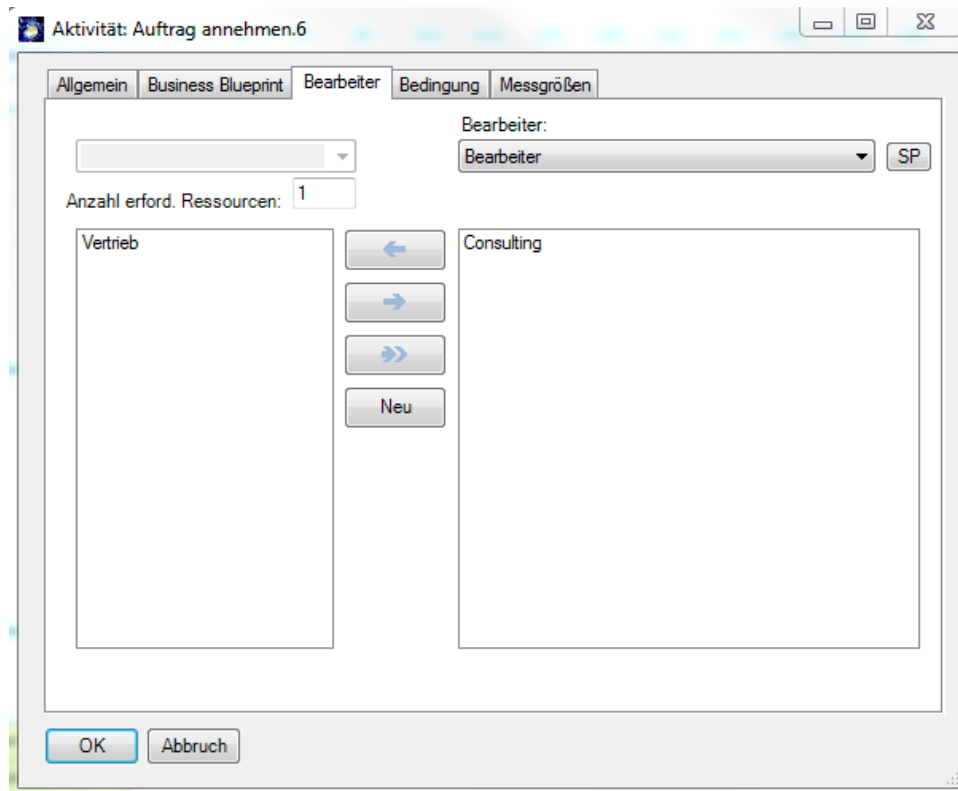 Aktivität: Auftrag annehmen.6
Allgemein Business Blueprint Bearbeiter Bedingung Messgrößen
Bearbeiter:
Bearbeiter SP
Anzahl erford. Ressourcen: 1
Vertrieb Consulting
Neu
OK Abbruch